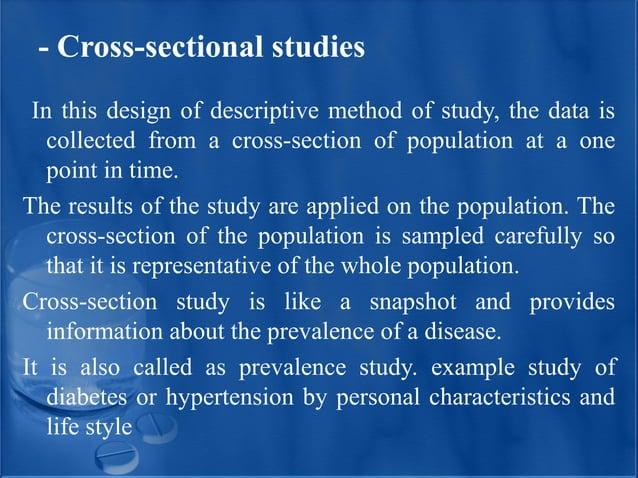 - Cross-sectional studies
In this design of descriptive method of study, the data is
collected from a cross-section of population at a one
point in time.
The results of the study are applied on the population. The
cross-section of the population is sampled carefully so
that it is representative of the whole population.
Cross-section study is like a snapshot and provides
information about the prevalence of a disease.
It is also called as prevalence study. example study of
diabetes or hypertension by personal characteristics and
life style